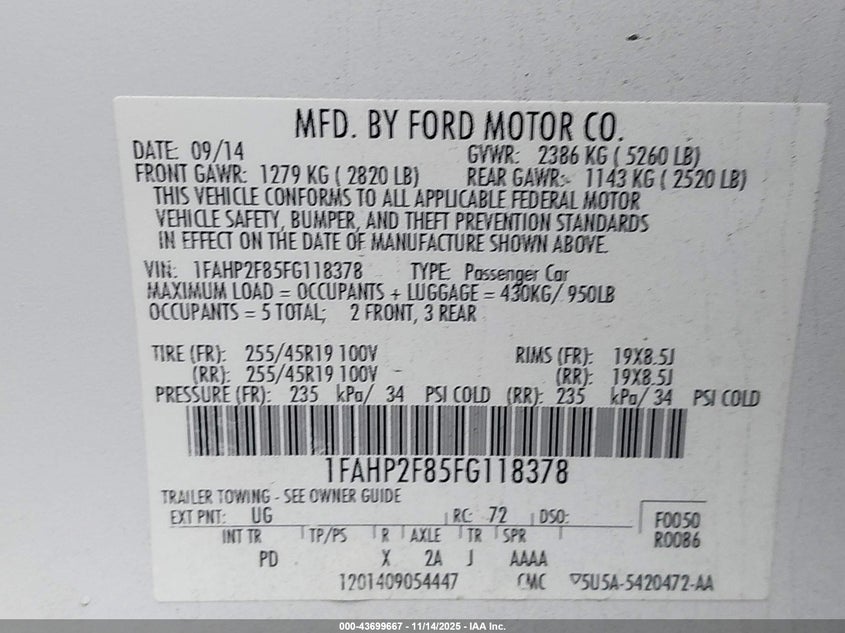 MFD. BY FORD MOTOR CO.
DATE: 09/14 GVWR: 2386 KG ( 5260 LB)
FRONT GAWR: 1279 KG ( 2820 LB) REAR GAWR: 1143 KG ( 2520 LB)
THIS VEHICLE CONFORMS TO ALL APPLICABLE FEDERAL MOTOR
VEHICLE SAFETY, BUMPER, AND THEFT PREVENTION STANDARDS
IN EFFECT ON THE DATE OF MANUFACTURE SHOWN ABOVE.
VIN: 1FAHP2F85FG118378 TYPE: Passenger Car
MAXIMUM LOAD = OCCUPANTS + LUGGAGE = 430KG/ 950LB
OCCUPANTS = 5 TOTAL; 2 FRONT, 3 REAR
TIRE (FR): 255/45R19 100V RIMS (FR): 19X8.5J
(RR): 255/45R19 100V (RR): 19X8.5J
PRESSURE (FR): 235 kPa/ 34 PSI COLD (RR): 235 kPa/ 34 PSI COLD
1FAHP2F85FG118378
TRAILER TOWING - SEE OWNER GUIDE
EXT PNT: UG RC: 72 DSO: F0050
INT TR TP/PS R AXLE TR SPR R0086
PD X 2A J AAAA
1201409054447 CMC 5U5A-5420472-AA
000-43699667 - 11/14/2025 - IAA Inc.